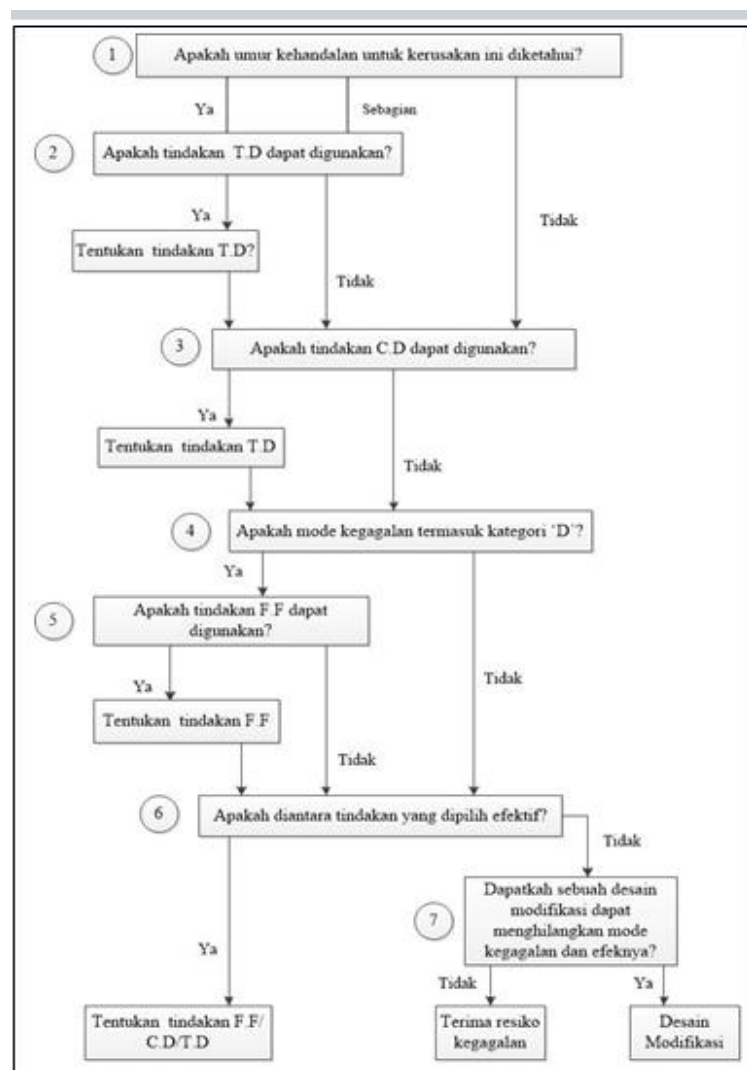 1
Apakah umur kehandalan untuk kerusakan ini diketahui?
Ya
Sebagian
2
Apakah tindakan T.D dapat digunakan?
Ya
Tidak
Tentukan tindakan T.D?
Tidak
3
Apakah tindakan C.D dapat digunakan?
Ya
Tentukan tindakan T.D
Tidak
4
Apakah mode kegagalan termasuk kategori ‘D’?
Ya
5
Apakah tindakan F.F dapat
digunakan?
Tidak
Ya
Tentukan tindakan F.F
Tidak
6
Apakah diantara tindakan yang dipilih efektif?
Tidak
7
Dapatkah sebuah desain
modifikasi dapat
menghilangkan mode
kegagalan dan efeknya?
Ya
Tidak
Ya
Tentukan tindakan F.F/
C.D/T.D
Terima resiko
kegagalan
Desain
Modifikasi